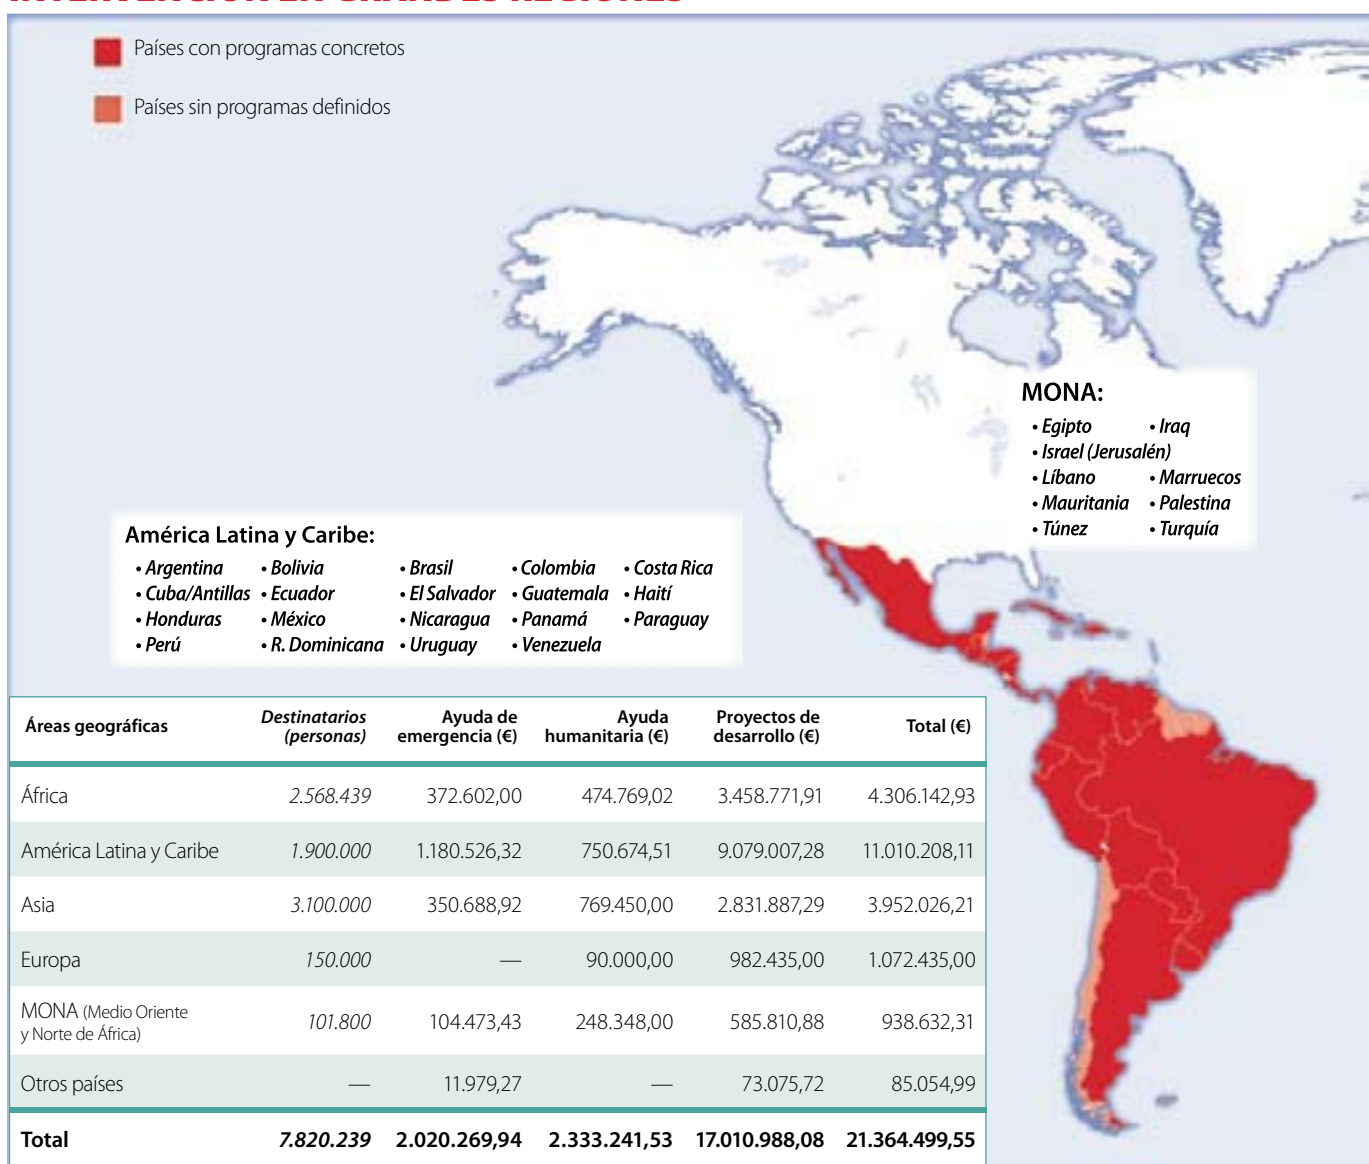 Países con programas concretos
Países sin programas definidos
MONA:
• Egipto • Iraq
• Israel (Jerusalén)
• Líbano • Marruecos
• Mauritania • Palestina
• Túnez • Turquía
América Latina y Caribe:
• Argentina • Bolivia • Brasil • Colombia • Costa Rica
• Cuba/Antillas • Ecuador • El Salvador • Guatemala • Haití
• Honduras • México • Nicaragua • Panamá • Paraguay
• Perú • R. Dominicana • Uruguay • Venezuela
Áreas geográficas Destinatarios (personas) Ayuda de emergencia (€) Ayuda humanitaria (€) Proyectos de desarrollo (€) Total (€)
África 2.568.439 372.602,00 474.769,02 3.458.771,91 4.306.142,93
América Latina y Caribe 1.900.000 1.180.526,32 750.674,51 9.079.007,28 11.010.208,11
Asia 3.100.000 350.688,92 769.450,00 2.831.887,29 3.952.026,21
Europa 150.000 — 90.000,00 982.435,00 1.072.435,00
MONA (Medio Oriente y Norte de África) 101.800 104.473,43 248.348,00 585.810,88 938.632,31
Otros países — 11.979,27 — 73.075,72 85.054,99
Total 7.820.239 2.020.269,94 2.333.241,53 17.010.988,08 21.364.499,55